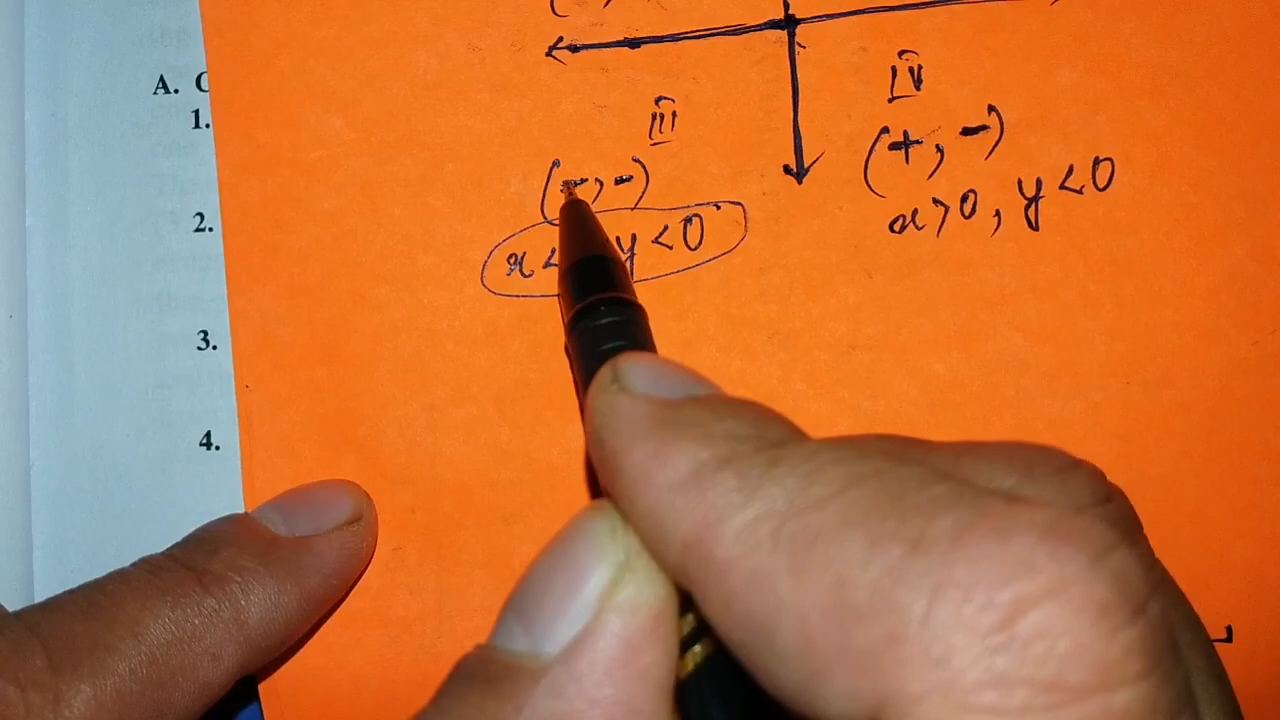 A.
1.
2.
3.
4.
III
(-, -)
x < y < 0
IV
(+, -)
x > 0, y < 0